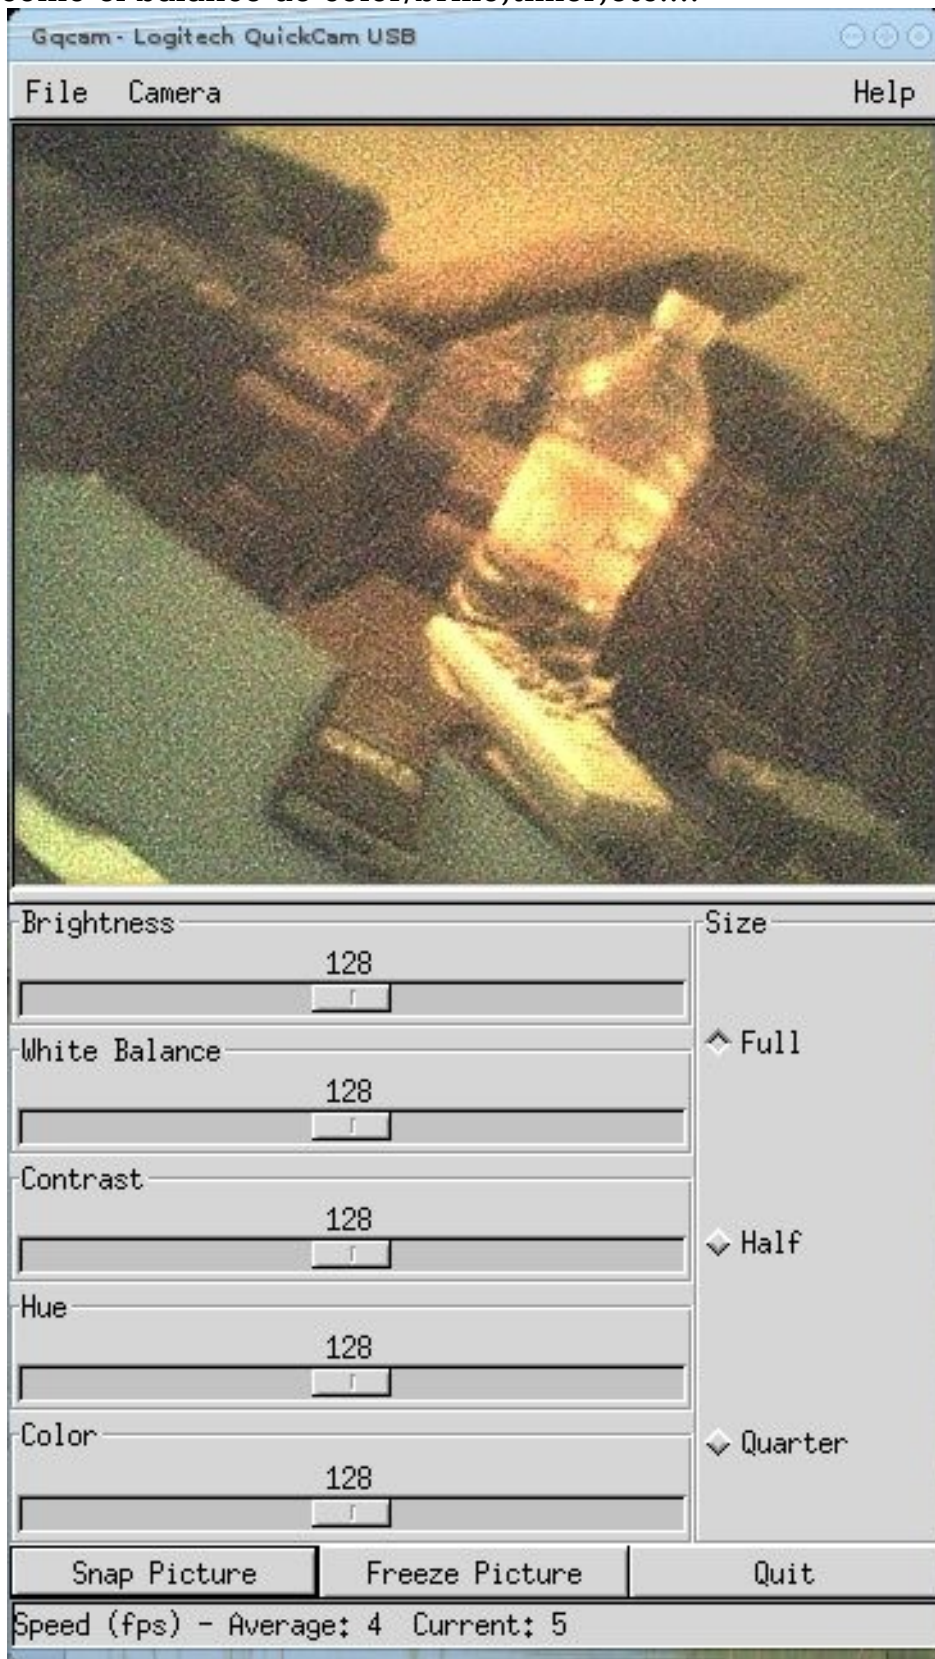 Gqcam - Logitech QuickCam USB
File Camera Help
Brightness
128
White Balance
128
Contrast
128
Hue
128
Color
128
Size
Full
Half
Quarter
Snap Picture Freeze Picture Quit
Speed (fps) - Average: 4 Current: 5